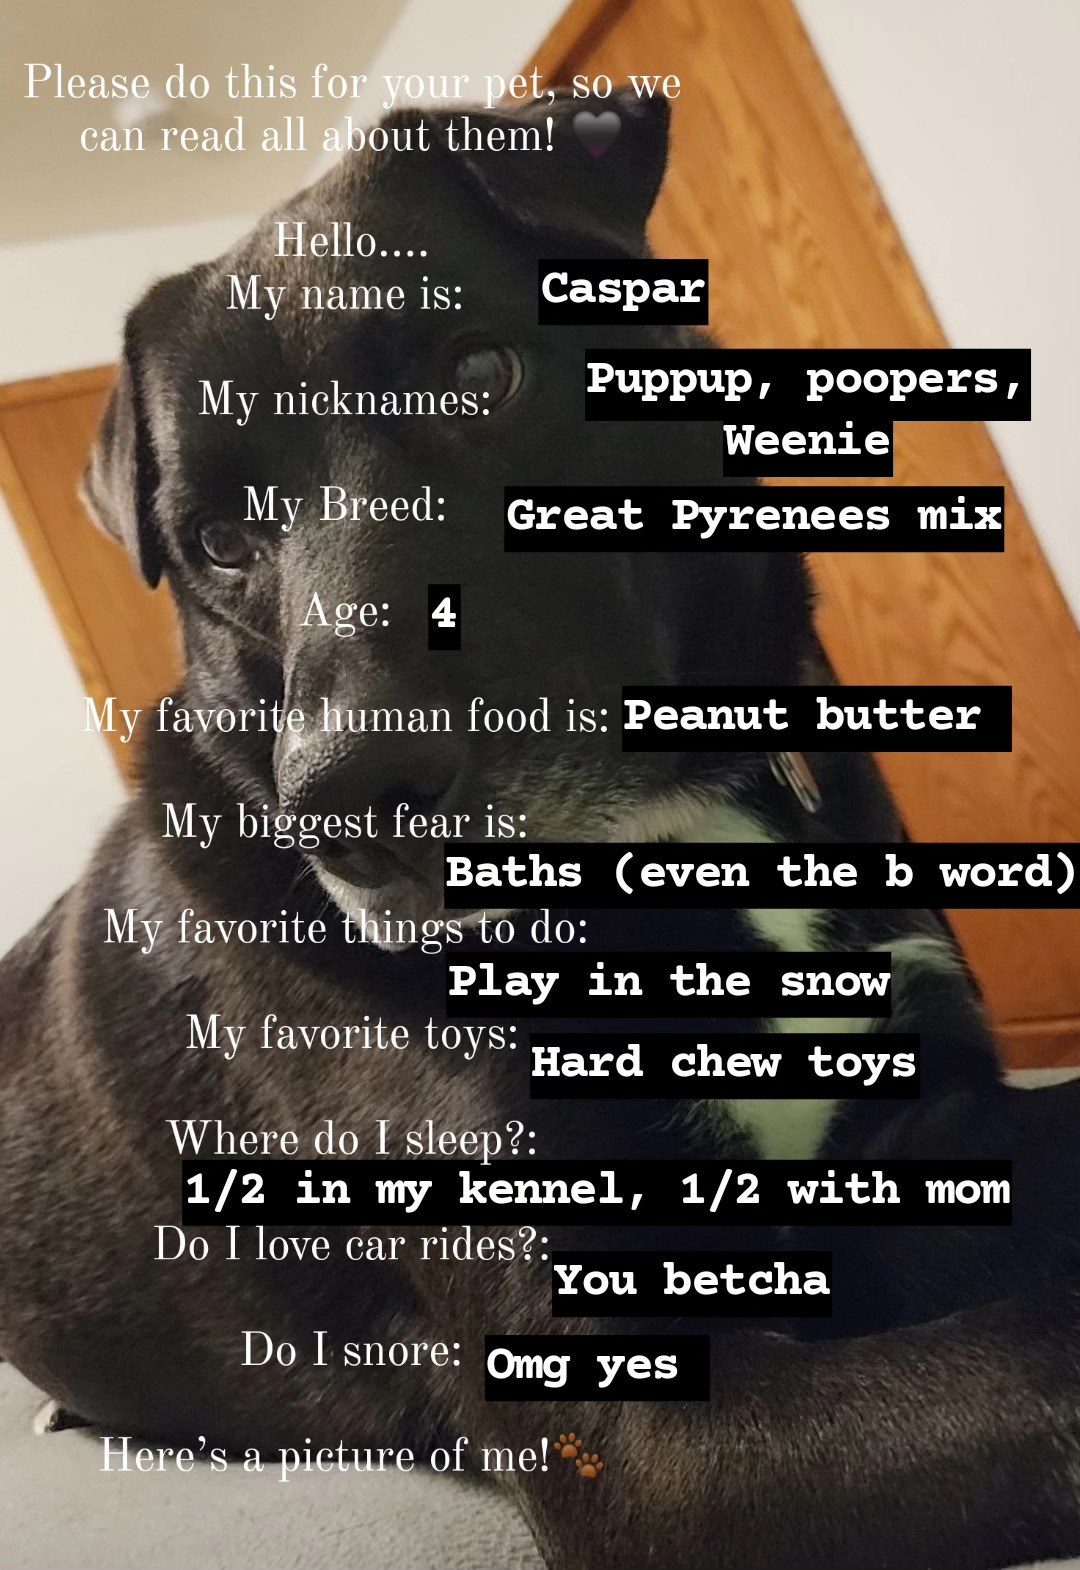 Please do this for your pet, so we
can read all about them! 🖤
Hello....
My name is: Caspar
My nicknames: Puppup, poopers,
Weenie
My Breed: Great Pyrenees mix
Age: 4
My favorite human food is: Peanut butter
My biggest fear is:
Baths (even the b word)
My favorite things to do:
Play in the snow
My favorite toys: Hard chew toys
Where do I sleep?:
1/2 in my kennel, 1/2 with mom
Do I love car rides?: You betcha
Do I snore: Omg yes
Here’s a picture of me!🐾